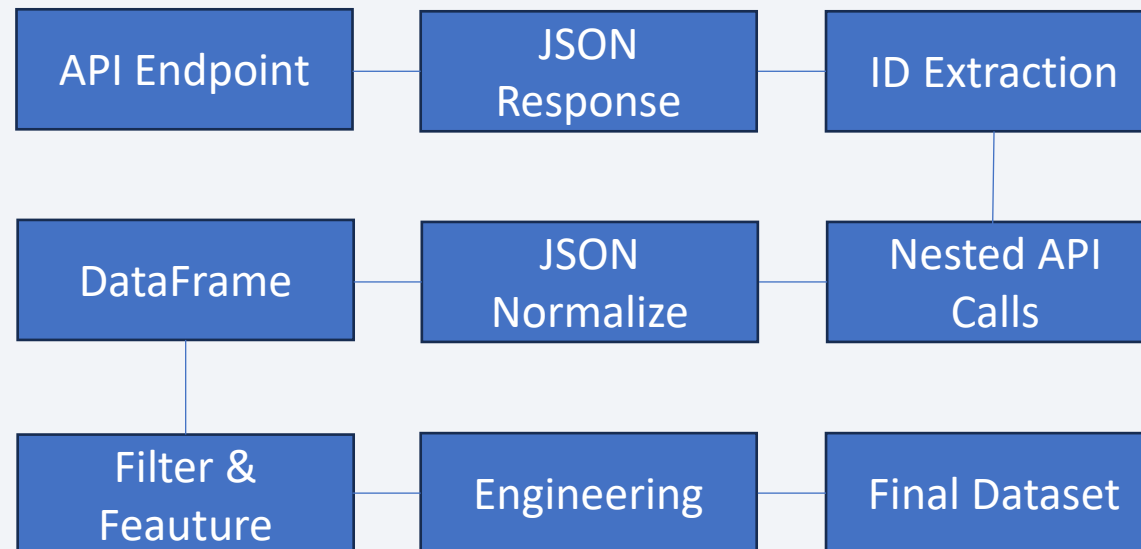 API Endpoint
JSON
Response
ID Extraction
DataFrame
JSON
Normalize
Nested API
Calls
Filter &
Feauture
Engineering
Final Dataset